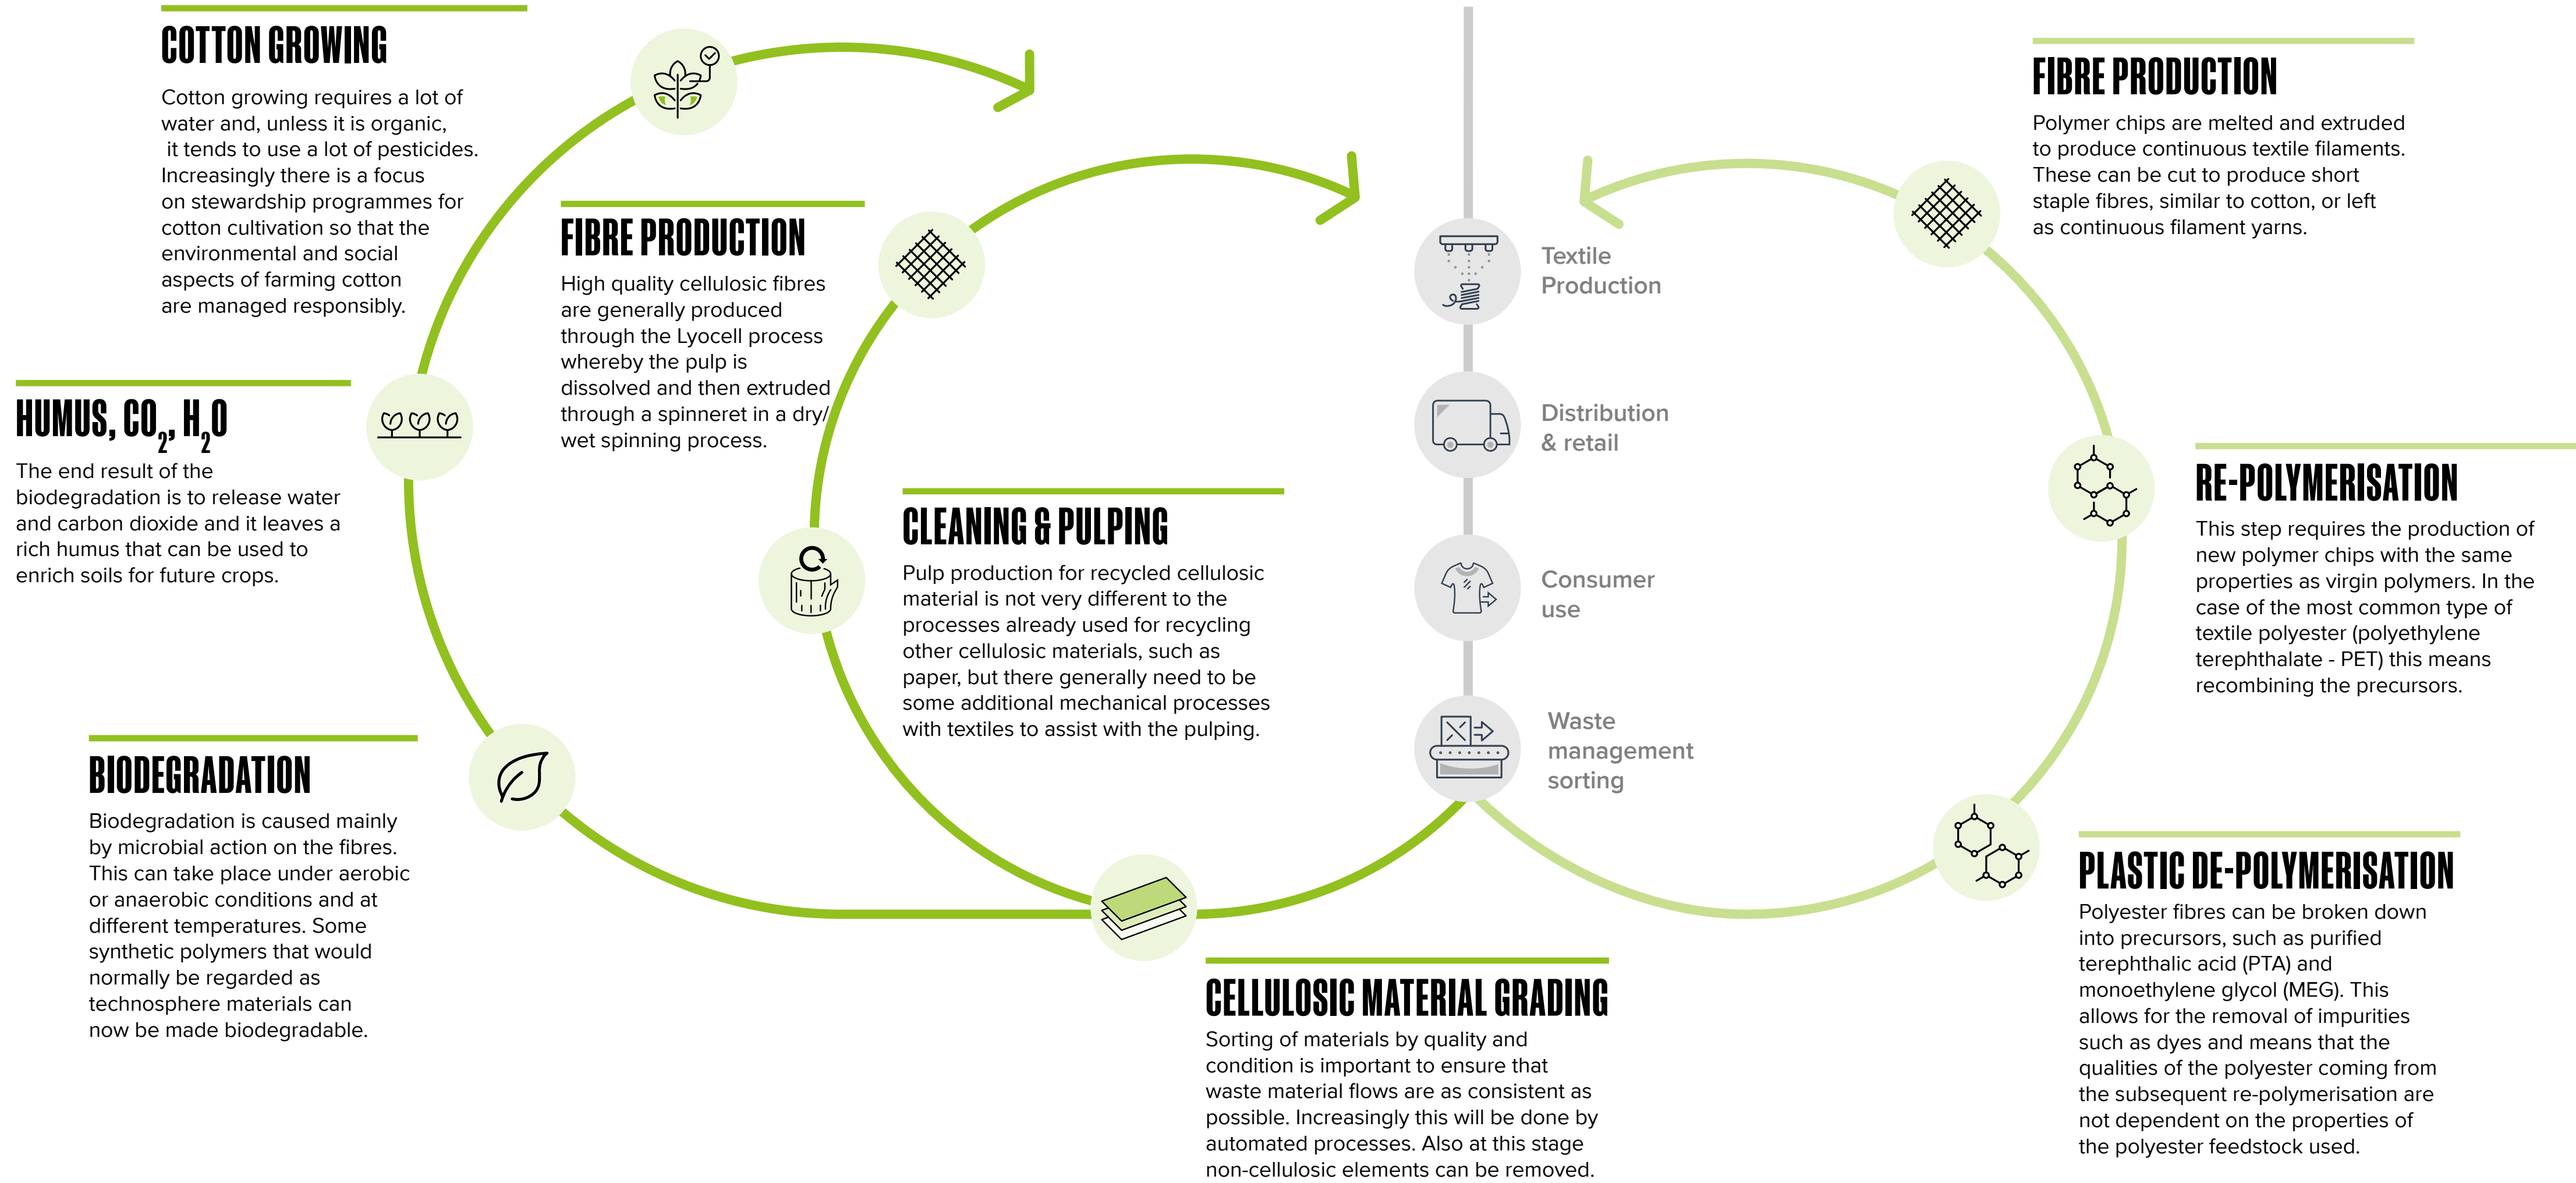 COTTON GROWING
Cotton growing requires a lot of
water and, unless it is organic,
it tends to use a lot of pesticides.
Increasingly there is a focus
on stewardship programmes for
cotton cultivation so that the
environmental and social
aspects of farming cotton
are managed responsibly.
HUMUS, CO₂, H₂O
The end result of the
biodegradation is to release water
and carbon dioxide and it leaves a
rich humus that can be used to
enrich soils for future crops.
BIODEGRADATION
Biodegradation is caused mainly
by microbial action on the fibres.
This can take place under aerobic
or anaerobic conditions and at
different temperatures. Some
synthetic polymers that would
normally be regarded as
technosphere materials can
now be made biodegradable.
FIBRE PRODUCTION
High quality cellulosic fibres
are generally produced
through the Lyocell process
whereby the pulp is
dissolved and then extruded
through a spinneret in a dry/
wet spinning process.
CLEANING & PULPING
Pulp production for recycled cellulosic
material is not very different to the
processes already used for recycling
other cellulosic materials, such as
paper, but there generally need to be
some additional mechanical processes
with textiles to assist with the pulping.
CELLULOSIC MATERIAL GRADING
Sorting of materials by quality and
condition is important to ensure that
waste material flows are as consistent as
possible. Increasingly this will be done by
automated processes. Also at this stage
non-cellulosic elements can be removed.
Textile
Production
Distribution
& retail
Consumer
use
Waste
management
sorting
FIBRE PRODUCTION
Polymer chips are melted and extruded
to produce continuous textile filaments.
These can be cut to produce short
staple fibres, similar to cotton, or left
as continuous filament yarns.
RE-POLYMERISATION
This step requires the production of
new polymer chips with the same
properties as virgin polymers. In the
case of the most common type of
textile polyester (polyethylene
terephthalate - PET) this means
recombining the precursors.
PLASTIC DE-POLYMERISATION
Polyester fibres can be broken down
into precursors, such as purified
terephthalic acid (PTA) and
monoethylene glycol (MEG). This
allows for the removal of impurities
such as dyes and means that the
qualities of the polyester coming from
the subsequent re-polymerisation are
not dependent on the properties of
the polyester feedstock used.